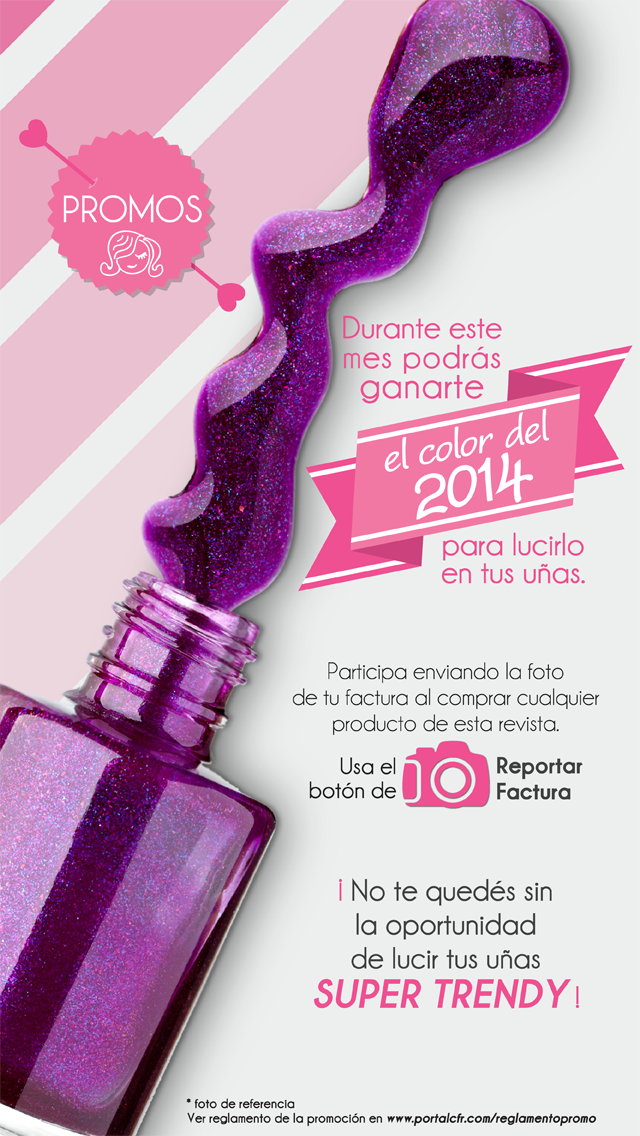 PROMOS
Durante este
mes podrás
ganarte
el color del
2014
para lucirlo
en tus uñas.
Participa enviando la foto
de tu factura al comprar cualquier
producto de esta revista.
Usa el
botón de
Reportar
Factura
¡ No te quedés sin
la oportunidad
de lucir tus uñas
SUPER TRENDY !
* foto de referencia
Ver reglamento de la promoción en www.portalcfr.com/reglamentopromo